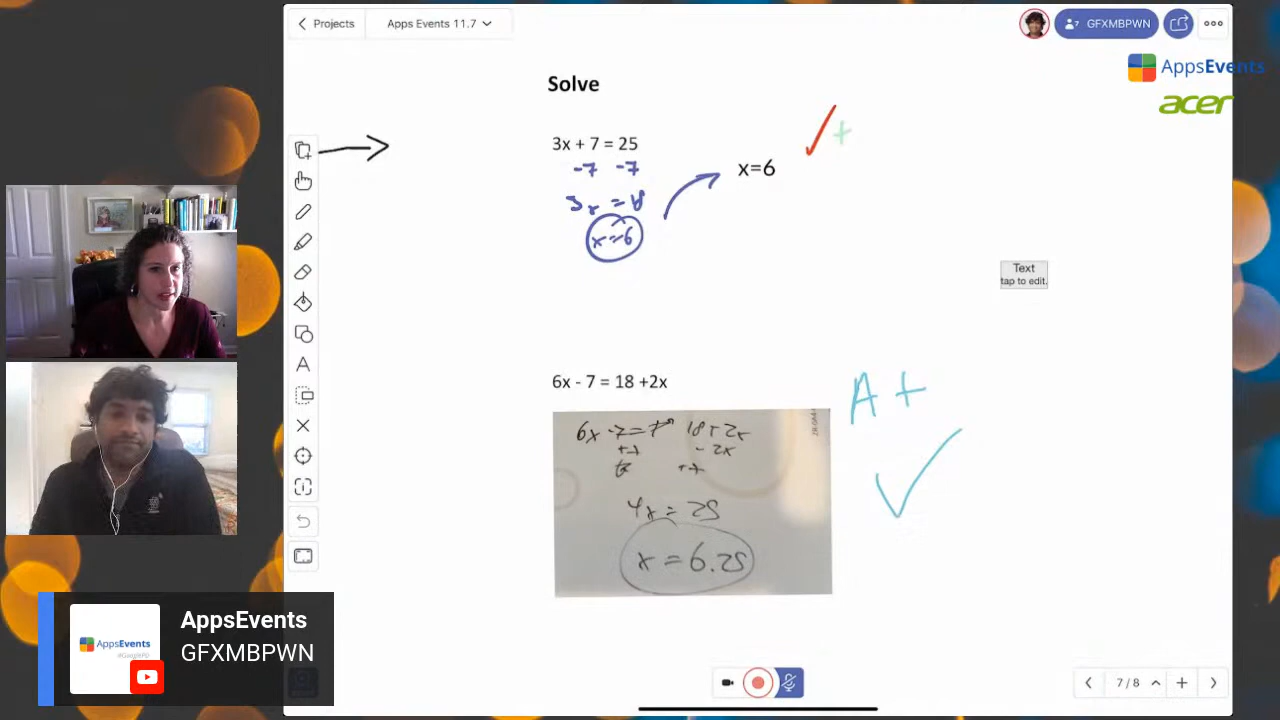 Projects
Apps Events 11.7
7 GFXMBPWN
AppsEvents
acer
Solve
3x + 7 = 25
-7 -7
3x = 18
x=6
x=6
+
Text
tap to edit.
6x - 7 = 18 +2x
6x -7 = 18+2x
+7 - 2x
+7
4x = 25
x = 6.25
A+
A
AppsEvents
AppsEvents
GFXMBPWN
7 / 8